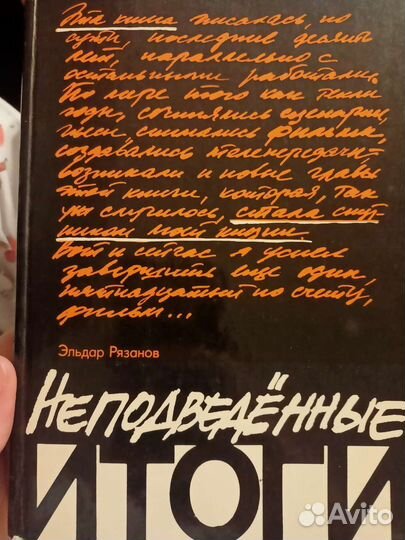 Эта книга писалась, по
сути, последние десять
лет, параллельно с
остальными работами.
По мере того как текли
годы, сочинялись сценарии,
пьесы, снимались фильмы,
создавались телепередачи,-
возникали и новые главы
этой книги, которая, так
уж случилось, стала спут-
ником моей жизни.
Вот и сейчас я успел
завершить еще один,
пятнадцатый по счету,
фильм...
Эльдар Рязанов
НЕПОДВЕДЁННЫЕ
ИТОГИ
Avito